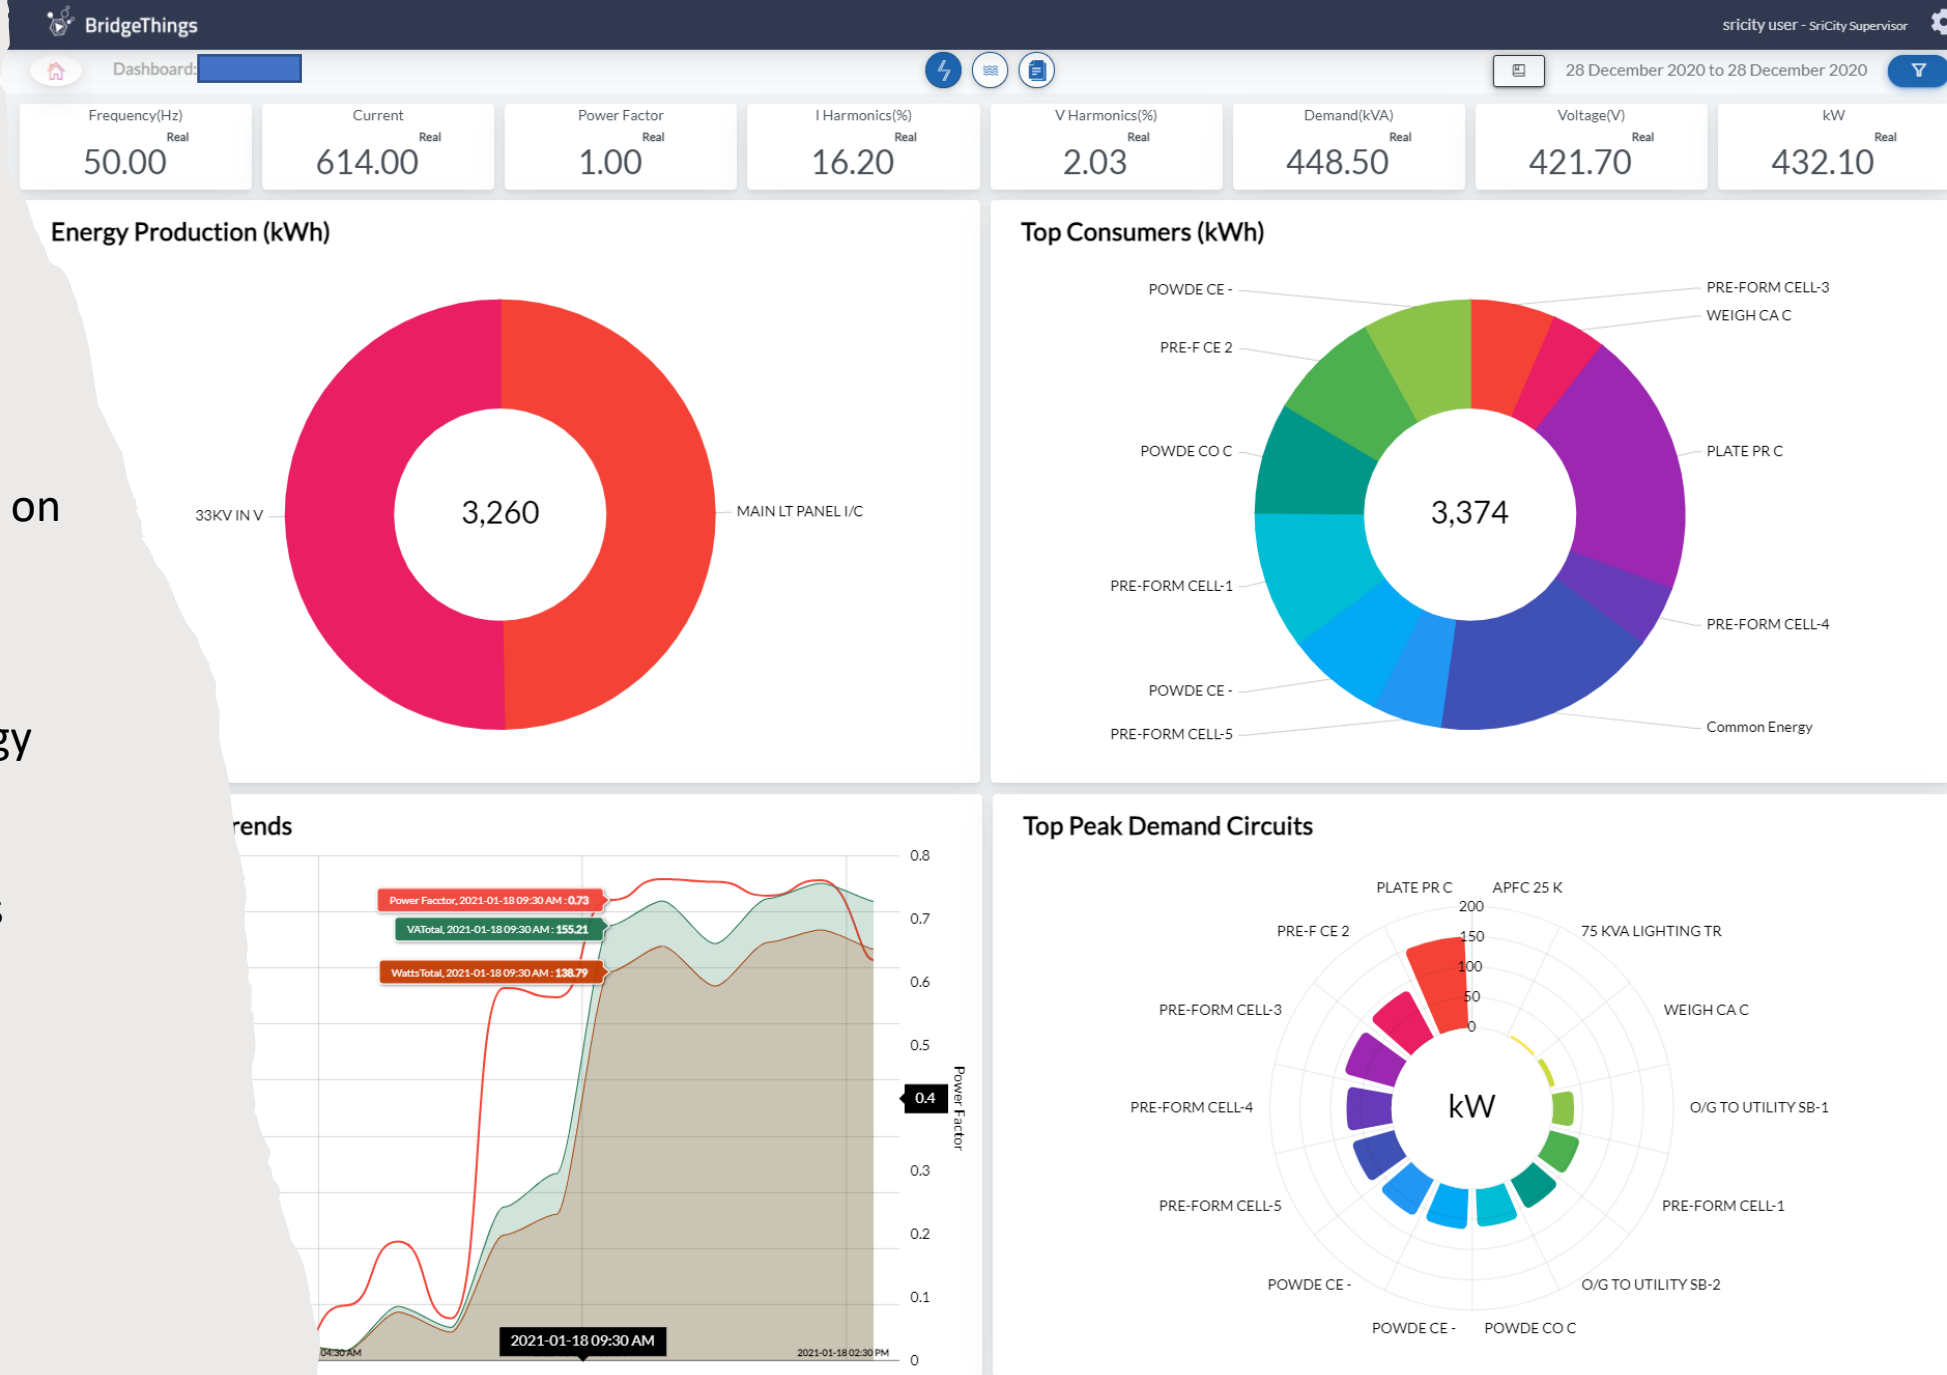 BridgeThings
sricity user - SriCity Supervisor
Dashboard:
28 December 2020 to 28 December 2020
Frequency(Hz)
Real
50.00
Current
Real
614.00
Power Factor
Real
1.00
I Harmonics(%)
Real
16.20
V Harmonics(%)
Real
2.03
Demand(kVA)
Real
448.50
Voltage(V)
Real
421.70
kW
Real
432.10
on
gy
s
Energy Production (kWh)
33KV IN V
3,260
MAIN LT PANEL I/C
Top Consumers (kWh)
POWDE CE -
PRE-FORM CELL-3
WEIGH CA C
PRE-F CE 2
POWDE CO C
PLATE PR C
3,374
PRE-FORM CELL-1
PRE-FORM CELL-4
POWDE CE -
PRE-FORM CELL-5
Common Energy
rends
0.8
Power Facctor, 2021-01-18 09:30 AM : 0.73
0.7
VATotal, 2021-01-18 09:30 AM : 155.21
WattsTotal, 2021-01-18 09:30 AM : 138.79
0.6
0.5
0.4
Power Factor
0.3
0.2
0.1
0
04:30 AM
2021-01-18 09:30 AM
2021-01-18 02:30 PM
Top Peak Demand Circuits
PLATE PR C
APFC 25 K
200
PRE-F CE 2
150
75 KVA LIGHTING TR
100
50
PRE-FORM CELL-3
WEIGH CA C
0
PRE-FORM CELL-4
kW
O/G TO UTILITY SB-1
PRE-FORM CELL-5
PRE-FORM CELL-1
POWDE CE -
O/G TO UTILITY SB-2
POWDE CE -
POWDE CO C